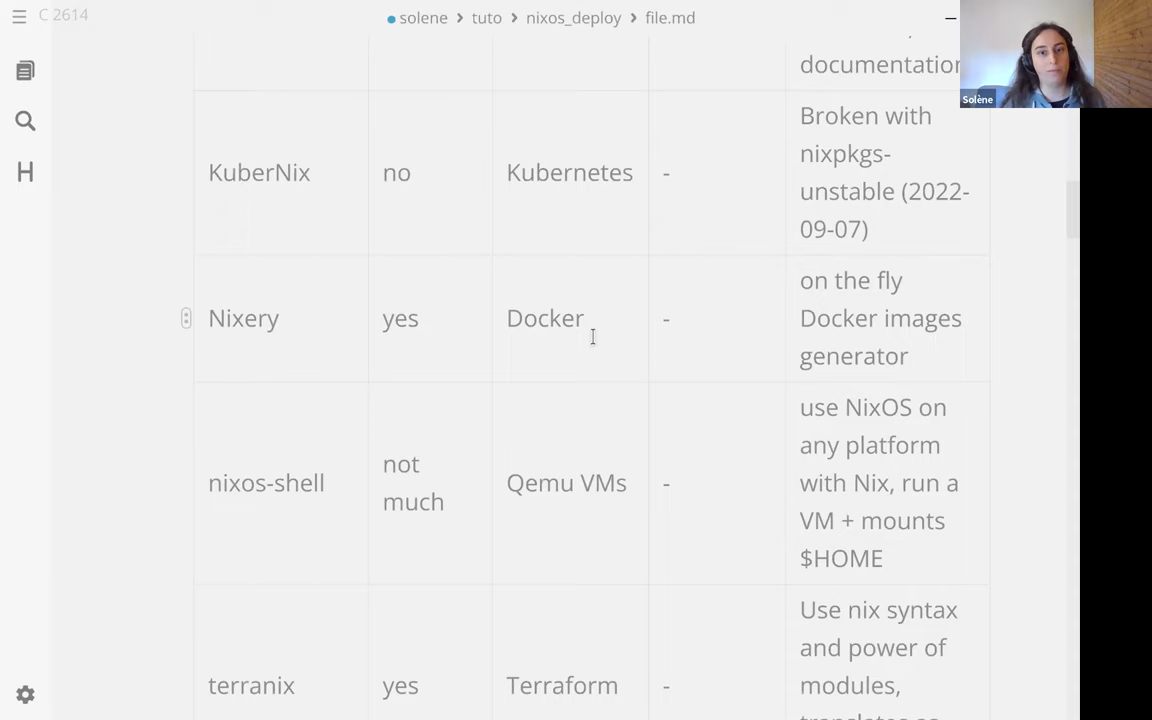 C 2614
solene > tuto > nixos_deploy > file.md
Solène
documentation
KuberNix
no
Kubernetes
-
Broken with
nixpkgs-
unstable (2022-
09-07)
Nixery
yes
Docker
-
on the fly
Docker images
generator
nixos-shell
not
much
Qemu VMs
-
use NixOS on
any platform
with Nix, run a
VM + mounts
$HOME
terranix
yes
Terraform
-
Use nix syntax
and power of
modules,